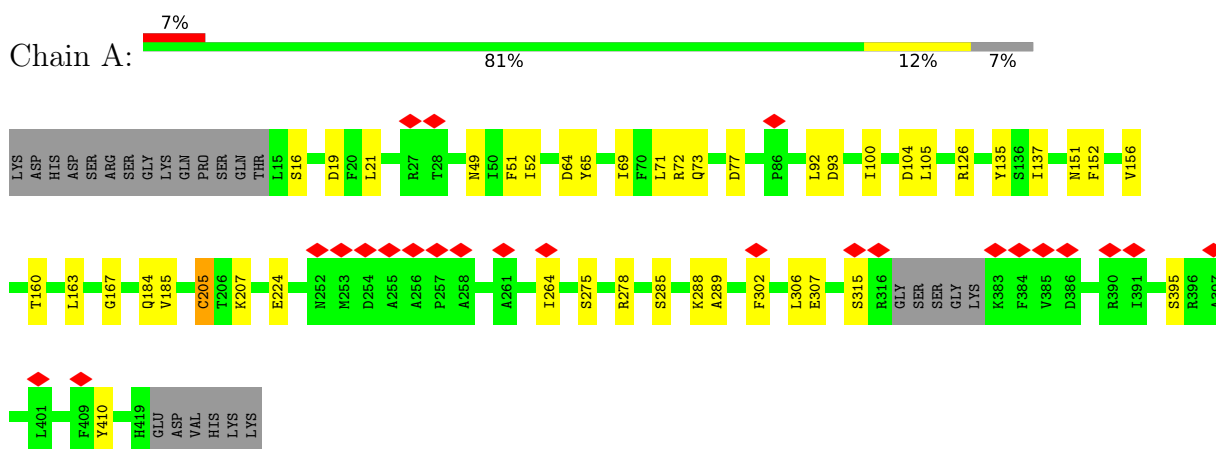 7%
Chain A:
81% 12% 7%
LYS ASP HIS ASP SER ARG SER GLY LYS GLN PRO SER GLN THR L15 S16 D19 F20 L21 R27 T28 N49 I50 F51 I52 D64 Y65 I69 F70 L71 R72 Q73 D77 P86 L92 D93 I100 D104 L105 R126 Y135 S136 I137 N151 F152 V156
T160 L163 G167 Q184 V185 C205 T206 K207 E224 N252 M253 D254 A255 A256 P257 A258 A261 I264 S275 R278 S285 K288 A289 F302 L306 E307 S315 R316 GLY SER SER GLY LYS K383 F384 V385 D386 R390 I391 S395 R396 A397
L401 F409 Y410 H419 GLU ASP VAL HIS LYS LYS